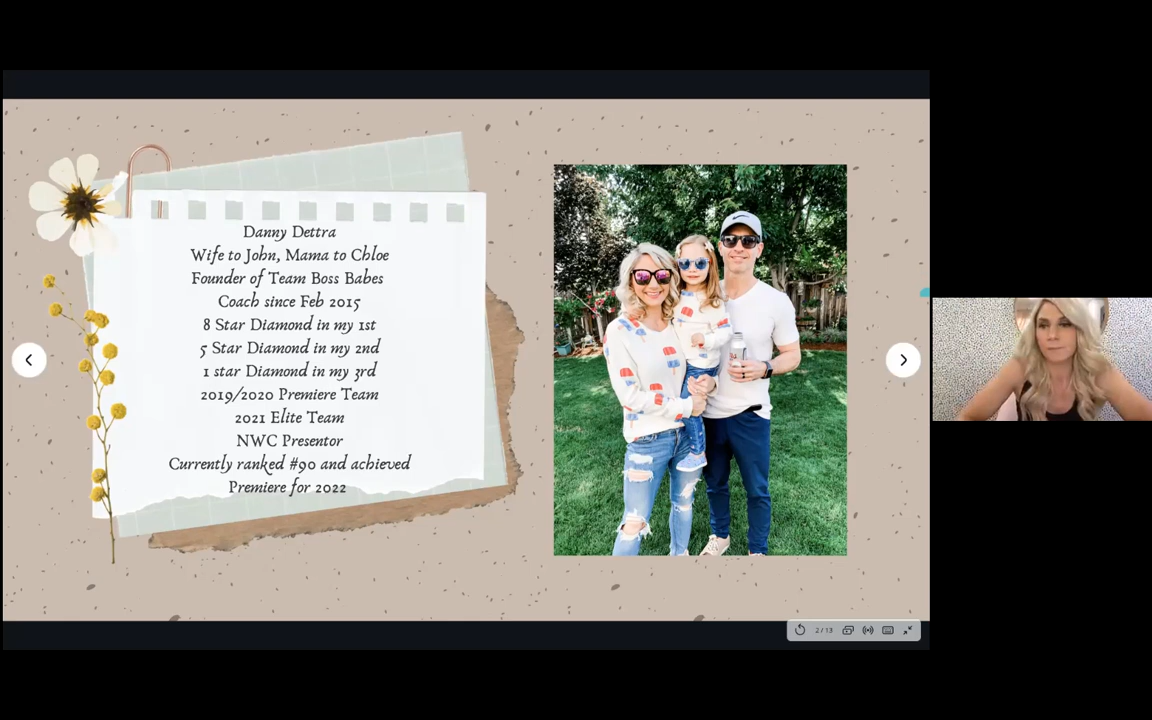 Danny Dettra
Wife to John, Mama to Chloe
Founder of Team Boss Babes
Coach since Feb 2015
8 Star Diamond in my 1st
5 Star Diamond in my 2nd
1 star Diamond in my 3rd
2019/2020 Premiere Team
2021 Elite Team
NWC Presentor
Currently ranked #90 and achieved
Premiere for 2022
2/13